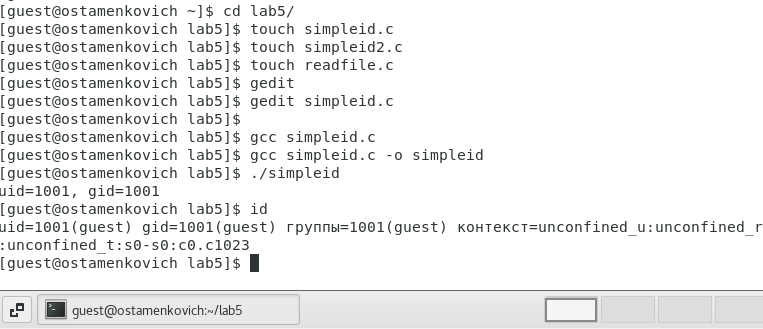 [guest@ostamenkovich ~]$ cd lab5/
[guest@ostamenkovich lab5]$ touch simpleid.c
[guest@ostamenkovich lab5]$ touch simpleid2.c
[guest@ostamenkovich lab5]$ touch readfile.c
[guest@ostamenkovich lab5]$ gedit
[guest@ostamenkovich lab5]$ gedit simpleid.c
[guest@ostamenkovich lab5]$
[guest@ostamenkovich lab5]$ gcc simpleid.c
[guest@ostamenkovich lab5]$ gcc simpleid.c -o simpleid
[guest@ostamenkovich lab5]$ ./simpleid
uid=1001, gid=1001
[guest@ostamenkovich lab5]$ id
uid=1001(guest) gid=1001(guest) группы=1001(guest) контекст=unconfined_u:unconfined_r
:unconfined_t:s0-s0:c0.c1023
[guest@ostamenkovich lab5]$
guest@ostamenkovich:~/lab5